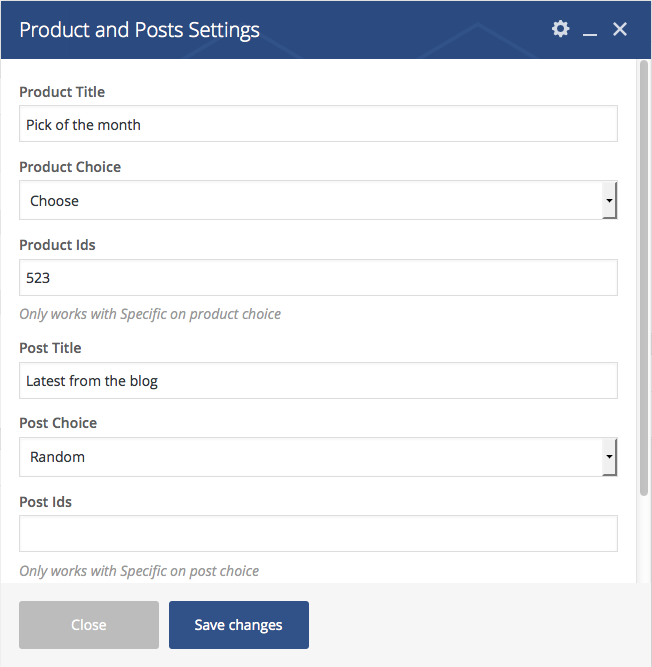 Product and Posts Settings
Product Title
Pick of the month
Product Choice
Choose
Product Ids
523
Only works with Specific on product choice
Post Title
Latest from the blog
Post Choice
Random
Post Ids
Only works with Specific on post choice
Close
Save changes